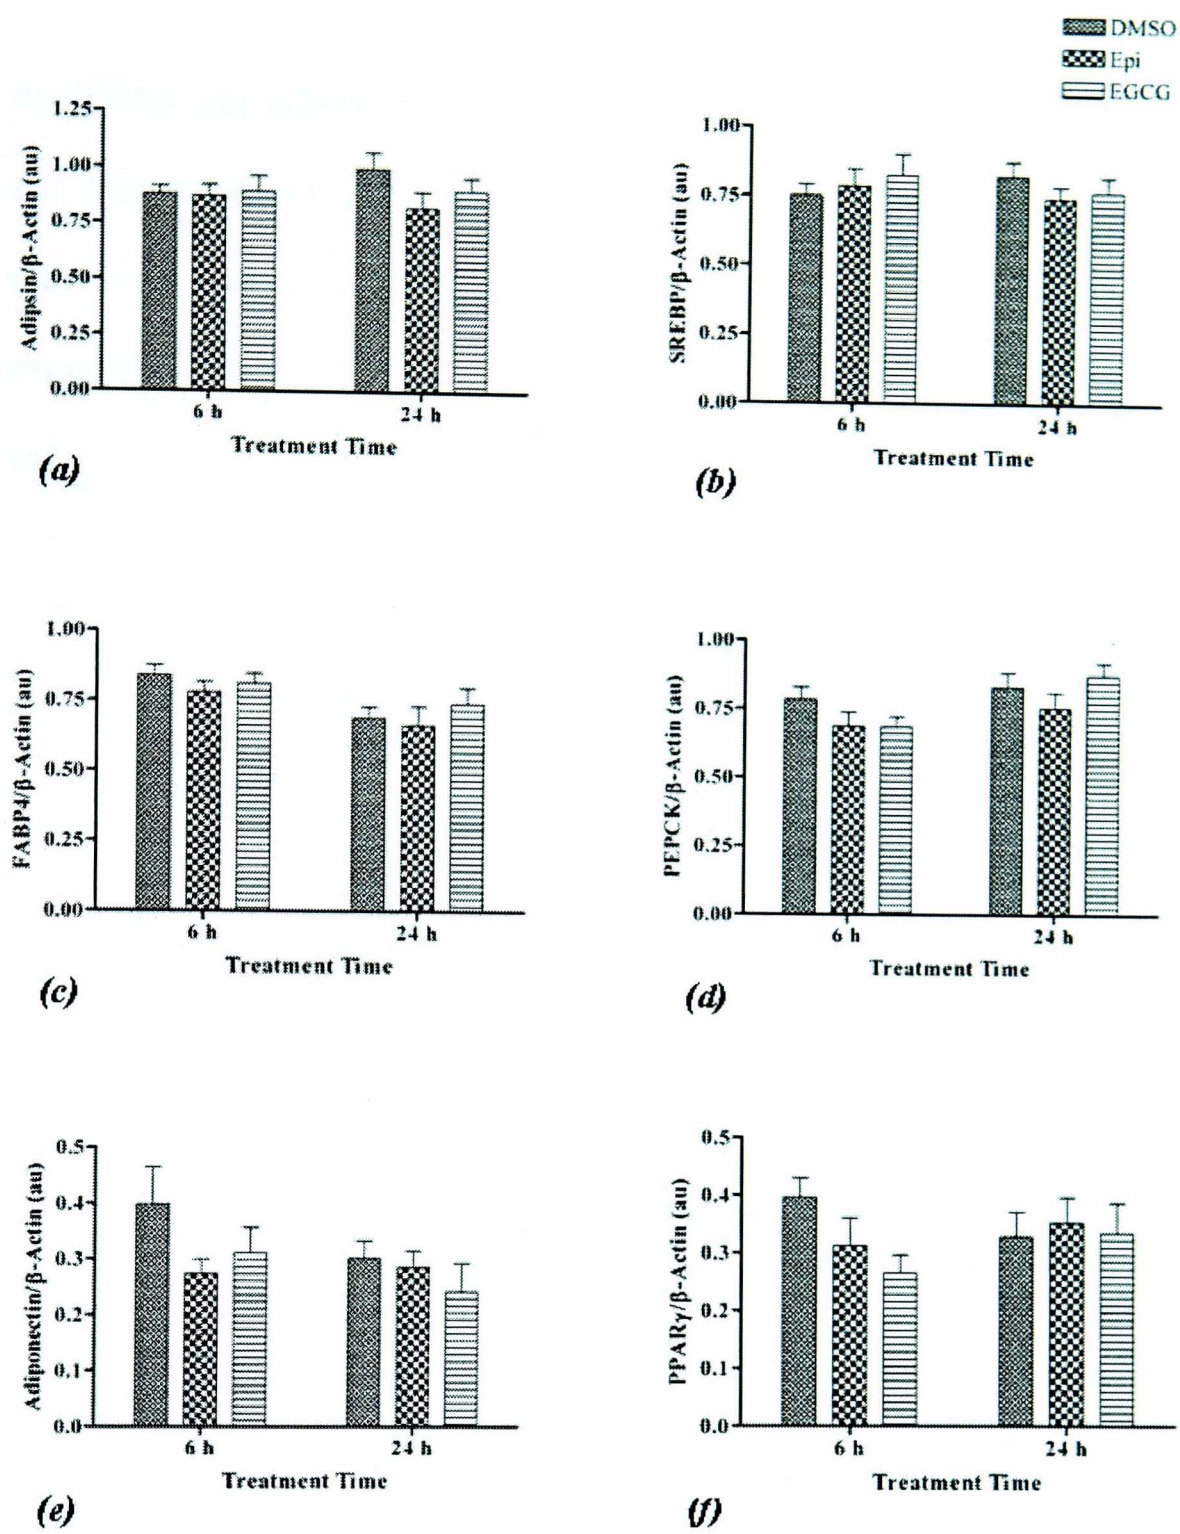 DMSO
Epi
EGCG
Adipsin/β-Actin (au)
1.25
1.00
0.75
0.50
0.25
0.00
6 h
24 h
Treatment Time
(a)
SREBP/β-Actin (au)
1.00
0.75
0.50
0.25
0.00
6 h
24 h
Treatment Time
(b)
FABP4/β-Actin (au)
1.00
0.75
0.50
0.25
0.00
6 h
24 h
Treatment Time
(c)
PEPCK/β-Actin (au)
1.00
0.75
0.50
0.25
0.00
6 h
24 h
Treatment Time
(d)
Adiponectin/β-Actin (au)
0.5
0.4
0.3
0.2
0.1
0.0
6 h
24 h
Treatment Time
(e)
PPARγ/β-Actin (au)
0.5
0.4
0.3
0.2
0.1
0.0
6 h
24 h
Treatment Time
(f)